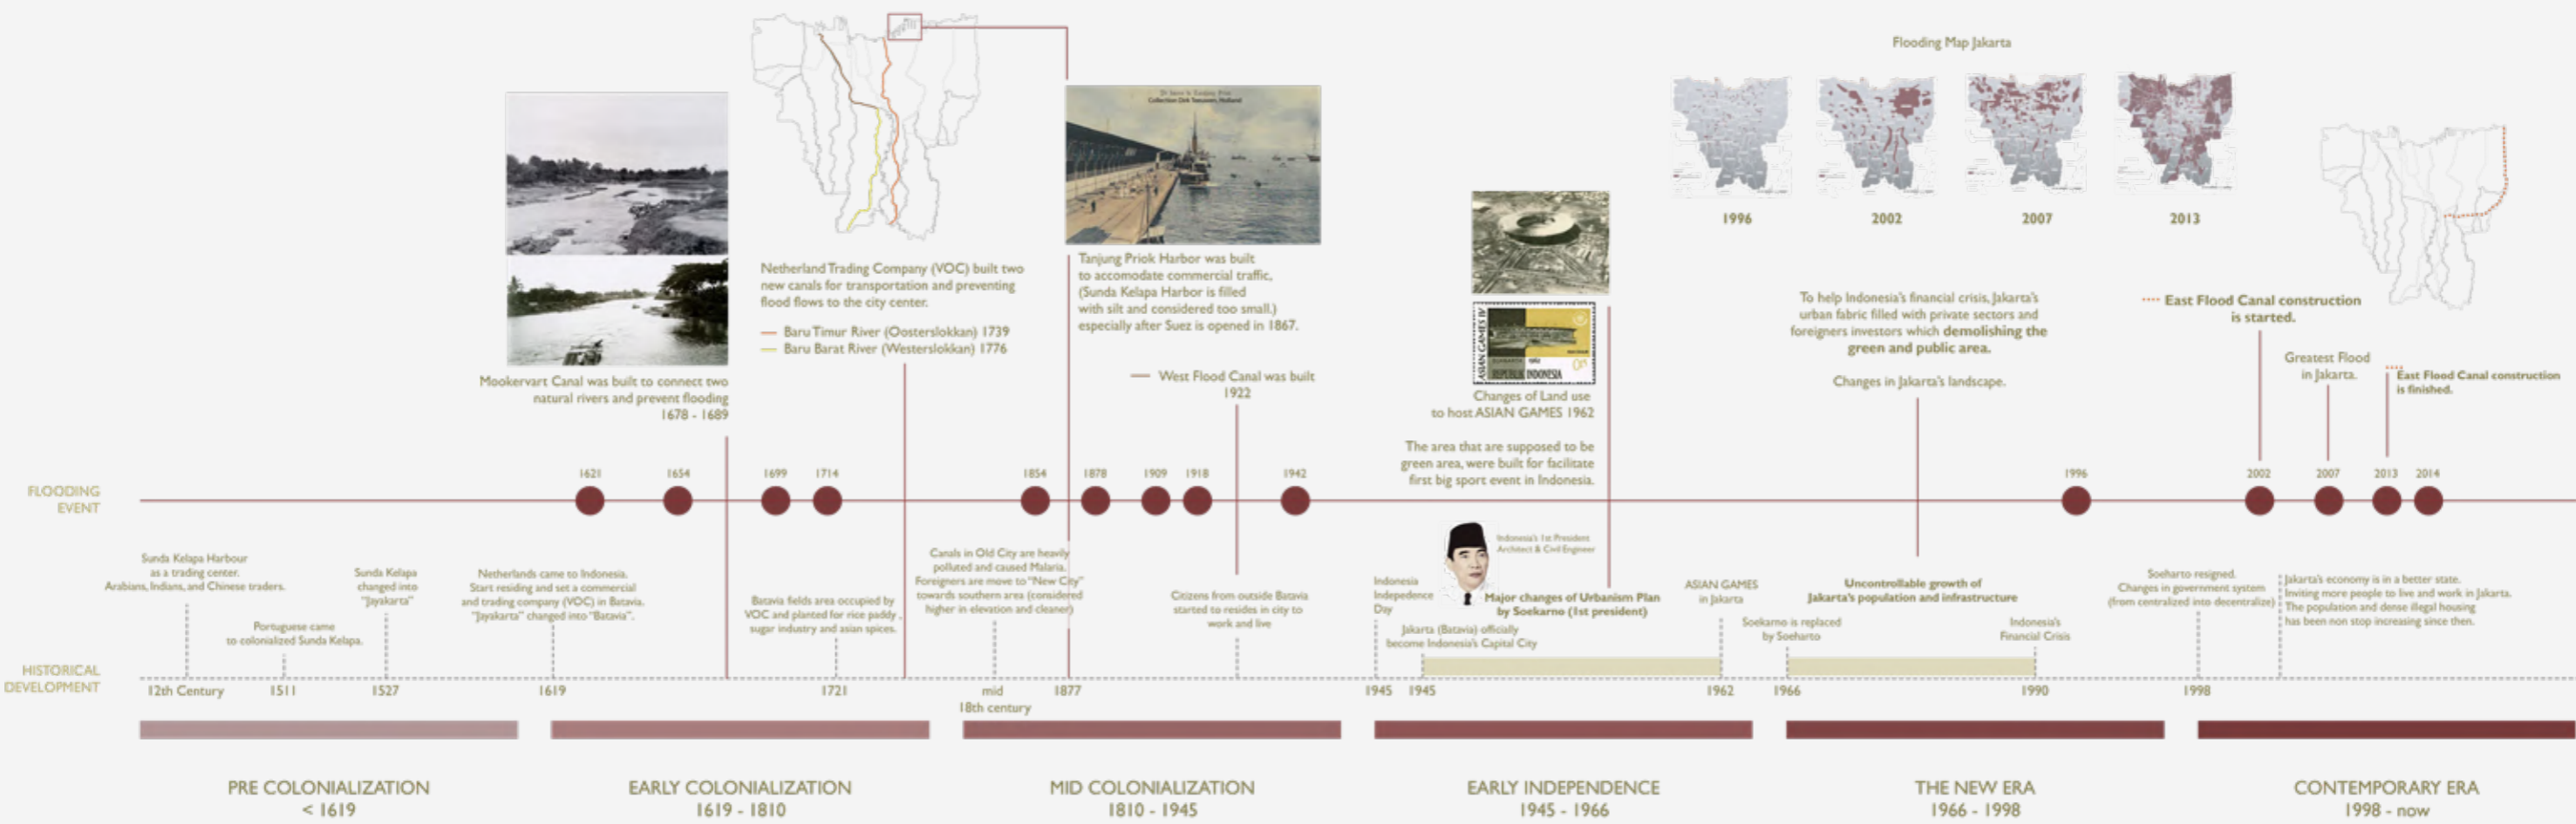 Flooding Map Jakarta
1996
2002
2007
2013
Collection Dirk Teeuwen, Holland
Netherland Trading Company (VOC) built two
new canals for transportation and preventing
flood flows to the city center.
Baru Timur River (Oosterslokkan) 1739
Baru Barat River (Westerslokkan) 1776
Tanjung Priok Harbor was built
to accomodate commercial traffic,
(Sunda Kelapa Harbor is filled
with silt and considered too small.)
especially after Suez is opened in 1867.
West Flood Canal was built
1922
Mookervart Canal was built to connect two
natural rivers and prevent flooding
1678 - 1689
ASIAN GAMES IV
1962
REPUBLIK INDONESIA
Changes of Land use
to host ASIAN GAMES 1962
The area that are supposed to be
green area, were built for facilitate
first big sport event in Indonesia.
To help Indonesia's financial crisis, Jakarta's
urban fabric filled with private sectors and
foreigners investors which demolishing the
green and public area.
Changes in Jakarta's landscape.
East Flood Canal construction
is started.
Greatest Flood
in Jakarta.
East Flood Canal construction
is finished.
FLOODING
EVENT
1621
1654
1699
1714
1854
1878
1909
1918
1942
1996
2002
2007
2013
2014
Sunda Kelapa Harbour
as a trading center.
Arabians, Indians, and Chinese traders.
Portuguese came
to colonialized Sunda Kelapa.
Sunda Kelapa
changed into
"Jayakarta"
Netherlands came to Indonesia.
Start residing and set a commercial
and trading company (VOC) in Batavia.
"Jayakarta" changed into "Batavia".
Batavia fields area occupied by
VOC and planted for rice paddy,
sugar industry and asian spices.
Canals in Old City are heavily
polluted and caused Malaria.
Foreigners are move to "New City"
towards southern area (considered
higher in elevation and cleaner)
Citizens from outside Batavia
started to resides in city to
work and live
Indonesia
Indepedence
Day
Indonesia's 1st President
Architect & Civil Engineer
Major changes of Urbanism Plan
by Soekarno (1st president)
Jakarta (Batavia) officially
become Indonesia's Capital City
ASIAN GAMES
in Jakarta
Uncontrollable growth of
Jakarta's population and infrastructure
Soekarno is replaced
by Soeharto
Indonesia's
Financial Crisis
Soeharto resigned.
Changes in government system
(from centralized into decentralize)
Jakarta's economy is in a better state.
Inviting more people to live and work in Jakarta.
The population and dense illegal housing
has been non stop increasing since then.
HISTORICAL
DEVELOPMENT
12th Century
1511
1527
1619
1721
mid
18th century
1877
1945
1945
1962
1966
1990
1998
PRE COLONIALIZATION
< 1619
EARLY COLONIALIZATION
1619 - 1810
MID COLONIALIZATION
1810 - 1945
EARLY INDEPENDENCE
1945 - 1966
THE NEW ERA
1966 - 1998
CONTEMPORARY ERA
1998 - now